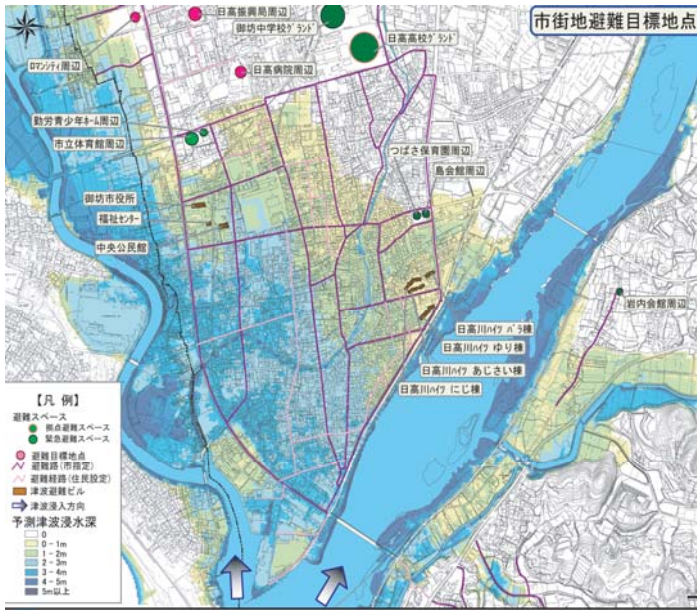 市街地避難目標地点
日高振興局周辺
御坊中学校ｸﾞﾗﾝﾄﾞ
日高高校ｸﾞﾗﾝﾄﾞ
ﾛﾏﾝｼﾃｨ周辺
日高病院周辺
勤労青少年ﾎｰﾑ周辺
市立体育館周辺
つばさ保育園周辺
島会館周辺
御坊市役所
福祉ｾﾝﾀｰ
中央公民館
岩内会館周辺
日高川ﾊｲﾂ ﾊﾞﾗ棟
日高川ﾊｲﾂ ゆり棟
日高川ﾊｲﾂ あじさい棟
日高川ﾊｲﾂ にじ棟
【凡 例】
避難スペース
拠点避難スペース
緊急避難スペース
避難目標地点
避難路(市指定)
避難経路(住民設定)
津波避難ビル
津波浸入方向
予測津波浸水深
0
0 - 1m
1 - 2m
2 - 3m
3 - 4m
4 - 5m
5m以上